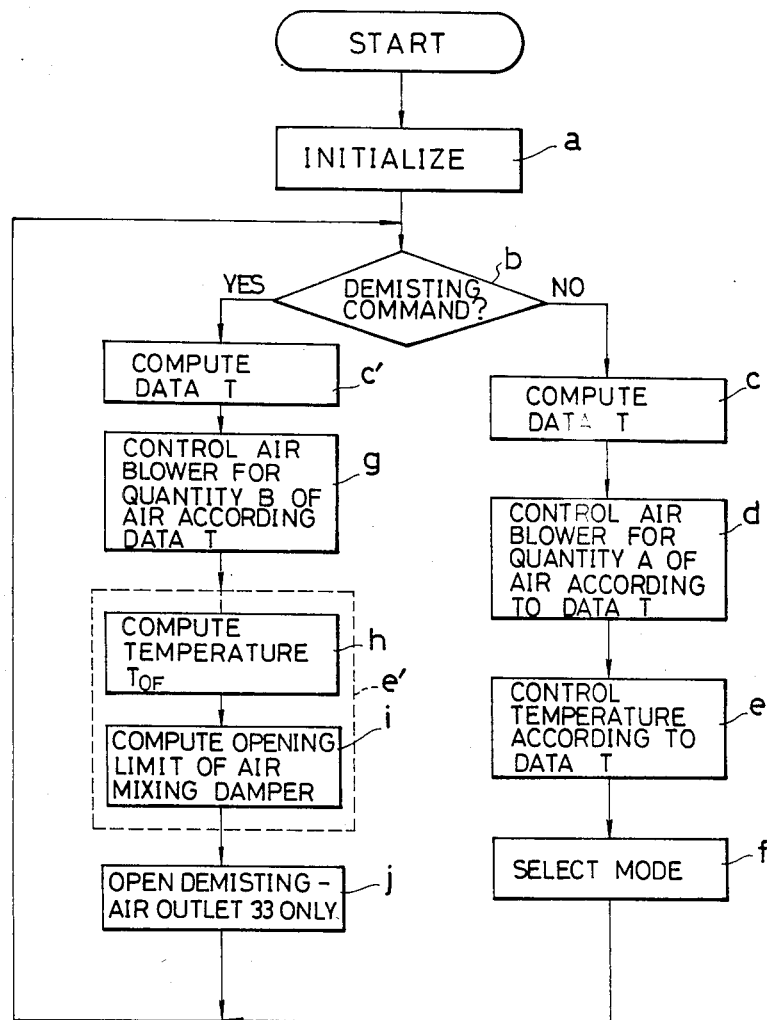 START
INITIALIZE
a
b
YES
DEMISTING
COMMAND?
NO
COMPUTE
DATA T
c'
CONTROL AIR
BLOWER FOR
QUANTITY B OF
AIR ACCORDING
DATA T
g
COMPUTE
TEMPERATURE
TOF
h
e'
COMPUTE OPENING
LIMIT OF AIR
MIXING DAMPER
i
OPEN DEMISTING -
AIR OUTLET 33 ONLY
j
COMPUTE
DATA T
c
CONTROL AIR
BLOWER FOR
QUANTITY A OF
AIR ACCORDING
TO DATA T
d
CONTROL
TEMPERATURE
ACCORDING TO
DATA T
e
SELECT MODE
f